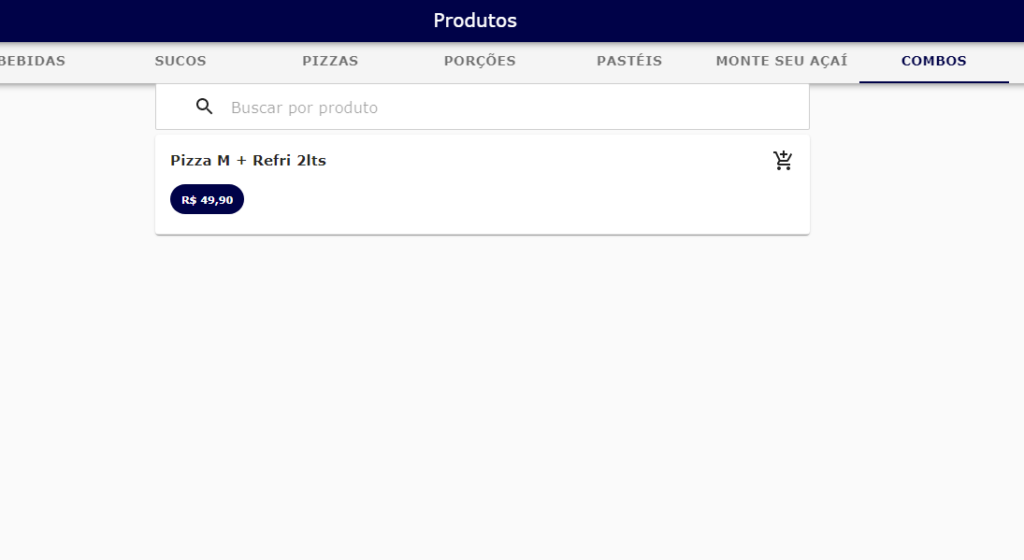 Produtos
BEBIDAS SUCOS PIZZAS PORÇÕES PASTÉIS MONTE SEU AÇAÍ COMBOS
Buscar por produto
Pizza M + Refri 2lts
R$ 49,90